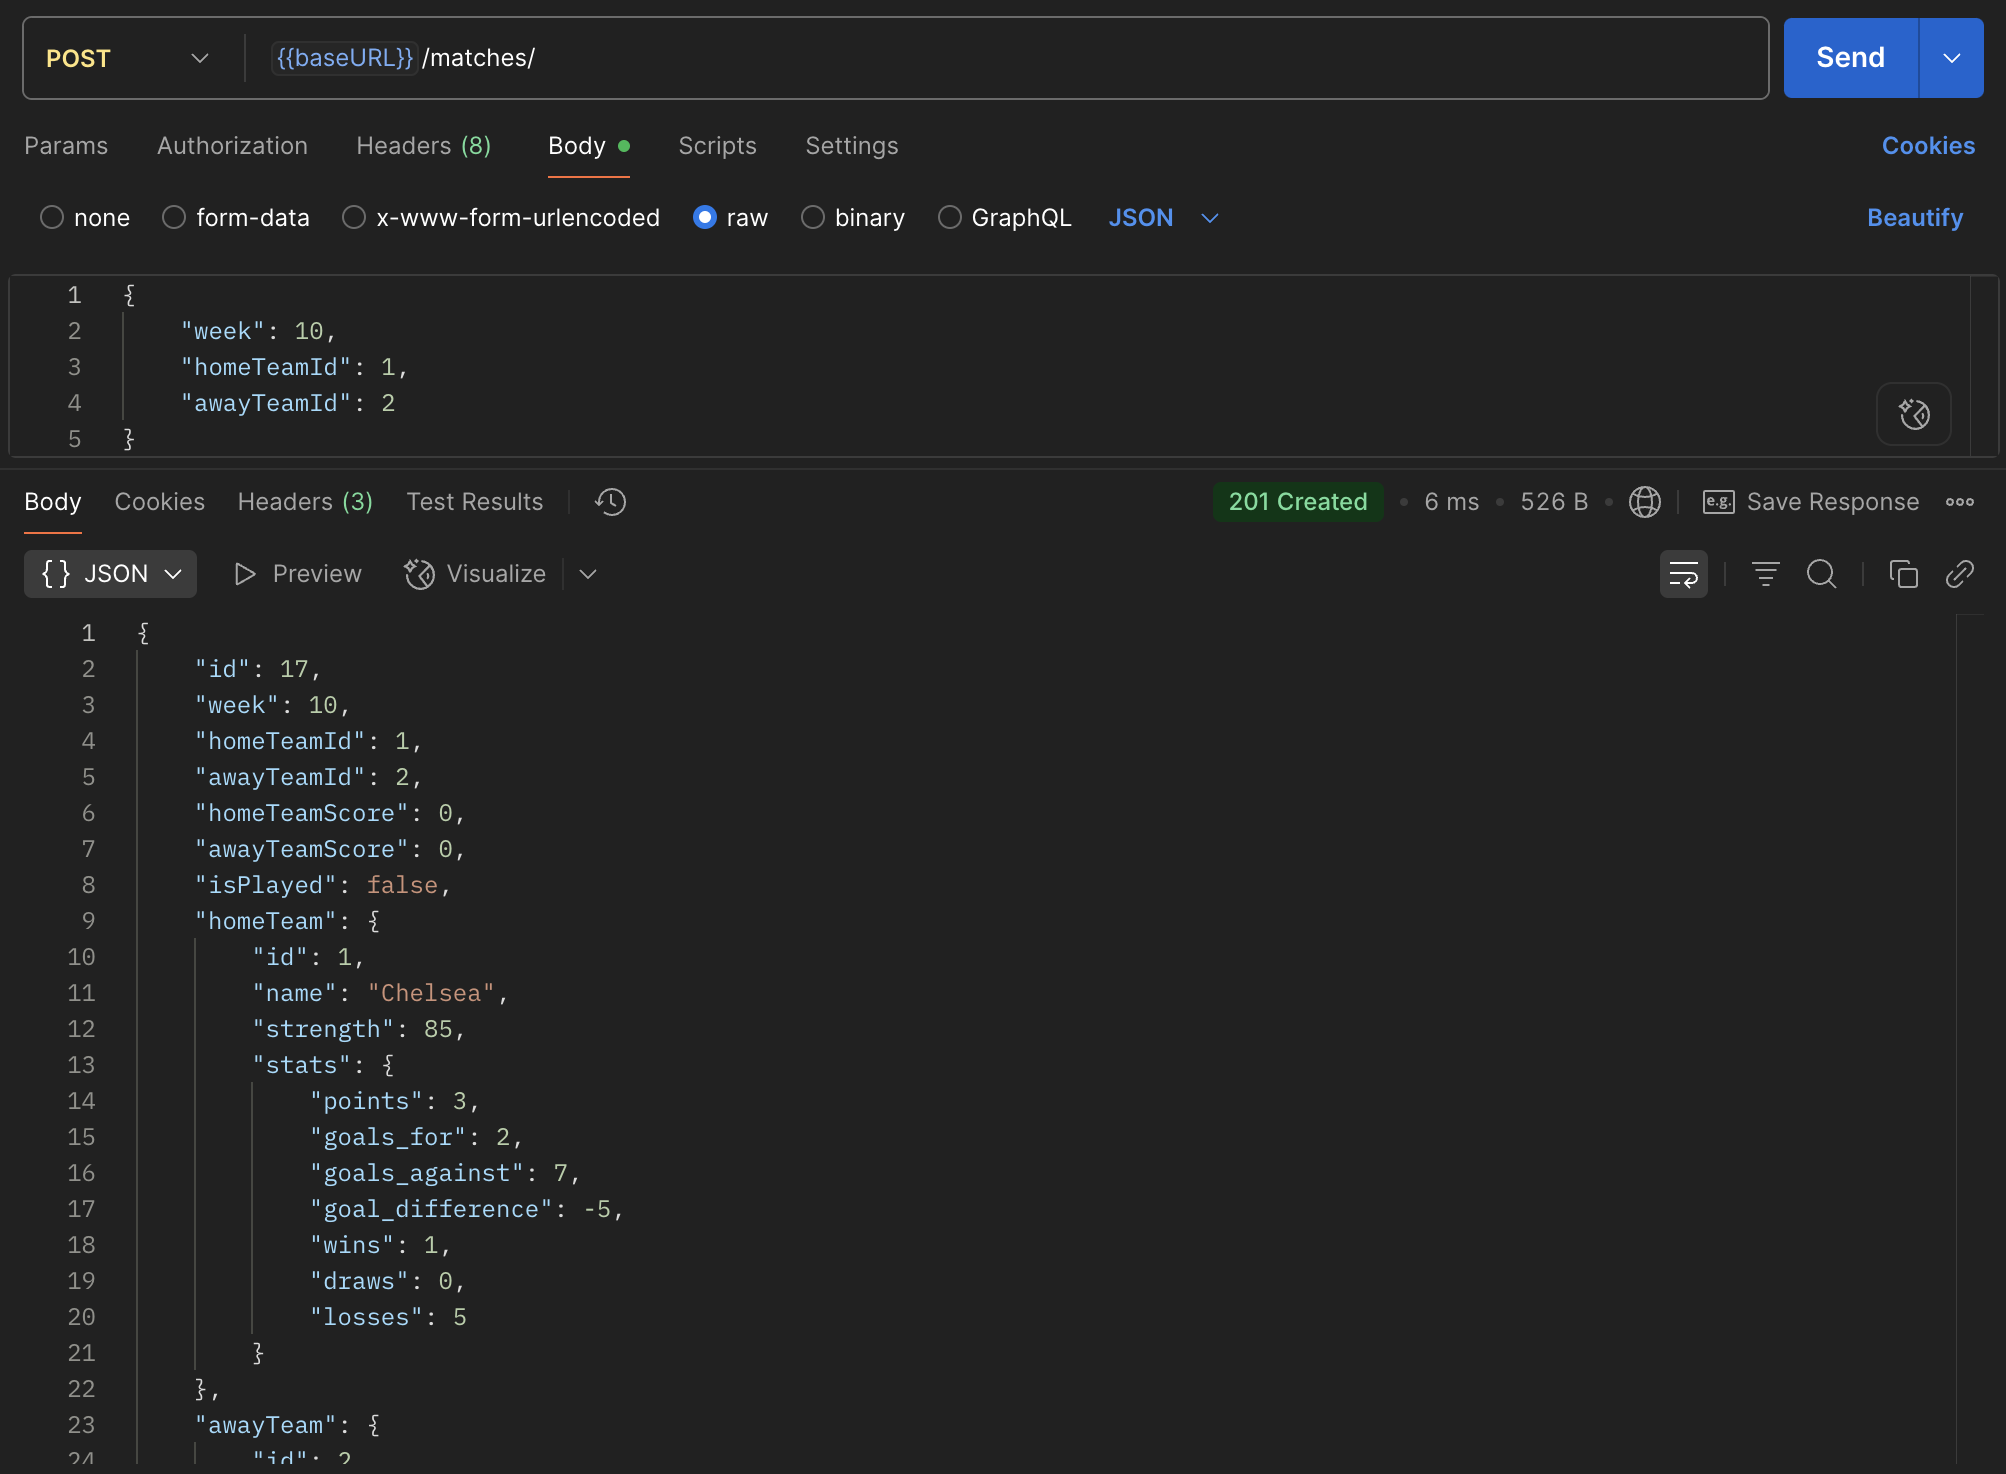 POST {{baseURL}}/matches/ Send
Params Authorization Headers (8) Body Scripts Settings Cookies
none form-data x-www-form-urlencoded raw binary GraphQL JSON Beautify
1 {
2 "week": 10,
3 "homeTeamId": 1,
4 "awayTeamId": 2
5 }
Body Cookies Headers (3) Test Results 201 Created • 6 ms • 526 B • e.g. Save Response
{} JSON Preview Visualize
1 {
2 "id": 17,
3 "week": 10,
4 "homeTeamId": 1,
5 "awayTeamId": 2,
6 "homeTeamScore": 0,
7 "awayTeamScore": 0,
8 "isPlayed": false,
9 "homeTeam": {
10 "id": 1,
11 "name": "Chelsea",
12 "strength": 85,
13 "stats": {
14 "points": 3,
15 "goals_for": 2,
16 "goals_against": 7,
17 "goal_difference": -5,
18 "wins": 1,
19 "draws": 0,
20 "losses": 5
21 }
22 },
23 "awayTeam": {
24 "id": 2